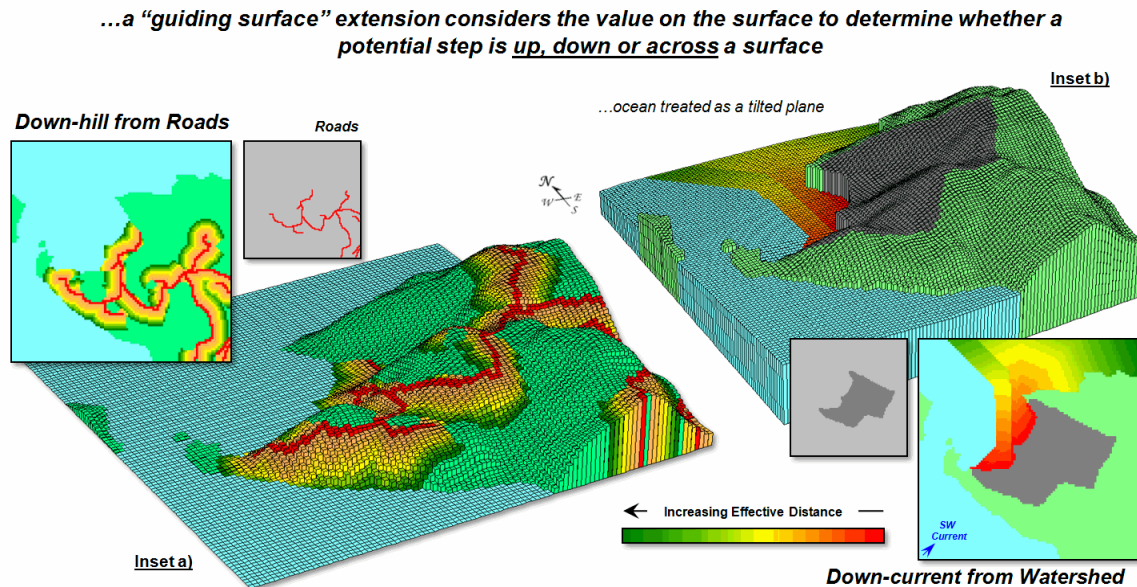 ...a “guiding surface” extension considers the value on the surface to determine whether a
potential step is up, down or across a surface
Inset b)
...ocean treated as a tilted plane
Down-hill from Roads
Roads
N
W E
S
Increasing Effective Distance
SW
Current
Inset a)
Down-current from Watershed